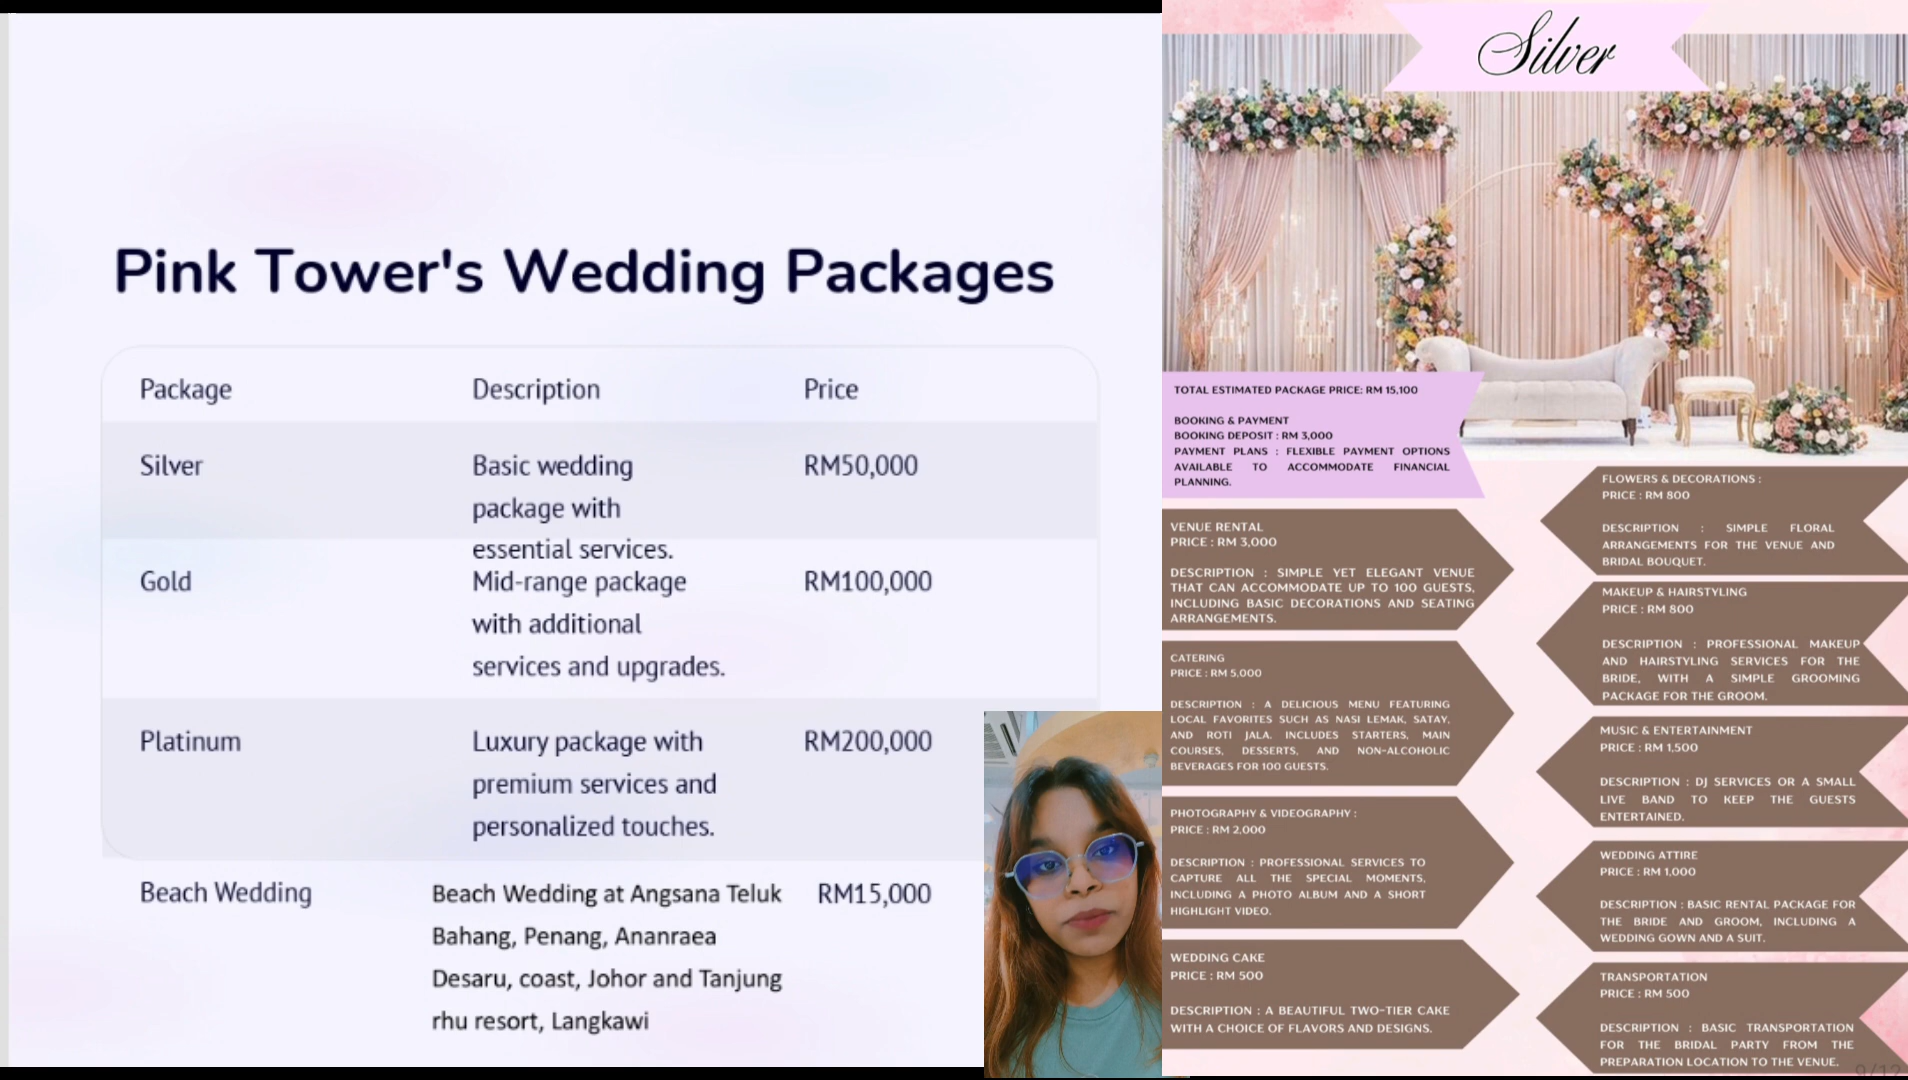 Pink Tower's Wedding Packages
Package Description Price
Silver Basic wedding RM50,000
package with
essential services.
Gold Mid-range package RM100,000
with additional
services and upgrades.
Platinum Luxury package with RM200,000
premium services and
personalized touches.
Beach Wedding Beach Wedding at Angsana Teluk RM15,000
Bahang, Penang, Ananraea
Desaru, coast, Johor and Tanjung
rhu resort, Langkawi
Silver
TOTAL ESTIMATED PACKAGE PRICE: RM 15,100
BOOKING & PAYMENT
BOOKING DEPOSIT : RM 3,000
PAYMENT PLANS : FLEXIBLE PAYMENT OPTIONS
AVAILABLE TO ACCOMMODATE FINANCIAL
PLANNING.
VENUE RENTAL
PRICE : RM 3,000
DESCRIPTION : SIMPLE YET ELEGANT VENUE
THAT CAN ACCOMMODATE UP TO 100 GUESTS,
INCLUDING BASIC DECORATIONS AND SEATING
ARRANGEMENTS.
CATERING
PRICE : RM 5,000
DESCRIPTION : A DELICIOUS MENU FEATURING
LOCAL FAVORITES SUCH AS NASI LEMAK, SATAY,
AND ROTI JALA. INCLUDES STARTERS, MAIN
COURSES, DESSERTS, AND NON-ALCOHOLIC
BEVERAGES FOR 100 GUESTS.
PHOTOGRAPHY & VIDEOGRAPHY :
PRICE : RM 2,000
DESCRIPTION : PROFESSIONAL SERVICES TO
CAPTURE ALL THE SPECIAL MOMENTS,
INCLUDING A PHOTO ALBUM AND A SHORT
HIGHLIGHT VIDEO.
WEDDING CAKE
PRICE : RM 500
DESCRIPTION : A BEAUTIFUL TWO-TIER CAKE
WITH A CHOICE OF FLAVORS AND DESIGNS.
FLOWERS & DECORATIONS :
PRICE : RM 800
DESCRIPTION : SIMPLE FLORAL
ARRANGEMENTS FOR THE VENUE AND
BRIDAL BOUQUET.
MAKEUP & HAIRSTYLING
PRICE : RM 800
DESCRIPTION : PROFESSIONAL MAKEUP
AND HAIRSTYLING SERVICES FOR THE
BRIDE, WITH A SIMPLE GROOMING
PACKAGE FOR THE GROOM.
MUSIC & ENTERTAINMENT
PRICE : RM 1,500
DESCRIPTION : DJ SERVICES OR A SMALL
LIVE BAND TO KEEP THE GUESTS
ENTERTAINED.
WEDDING ATTIRE
PRICE : RM 1,000
DESCRIPTION : BASIC RENTAL PACKAGE FOR
THE BRIDE AND GROOM, INCLUDING A
WEDDING GOWN AND A SUIT.
TRANSPORTATION
PRICE : RM 500
DESCRIPTION : BASIC TRANSPORTATION
FOR THE BRIDAL PARTY FROM THE
PREPARATION LOCATION TO THE VENUE.
9/12